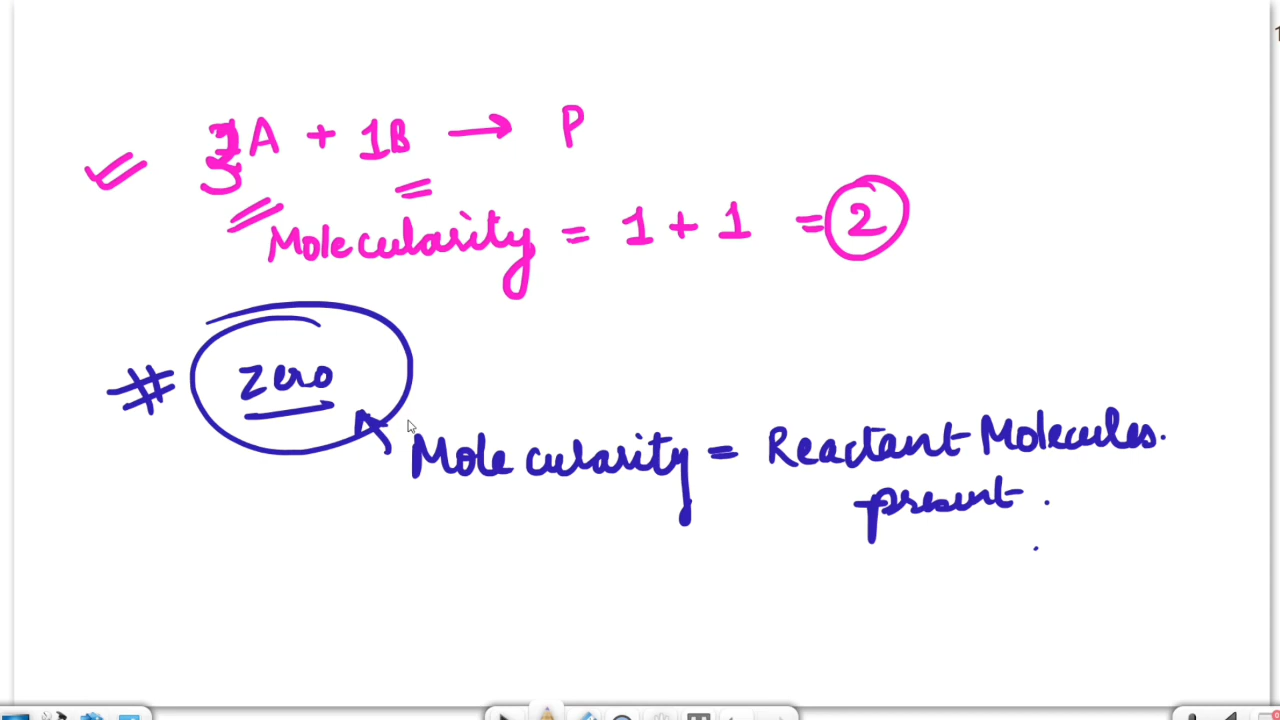 A + 1B → P
Molecularity = 1 + 1 = 2
# zero
Molecularity = Reactant Molecules.
present.